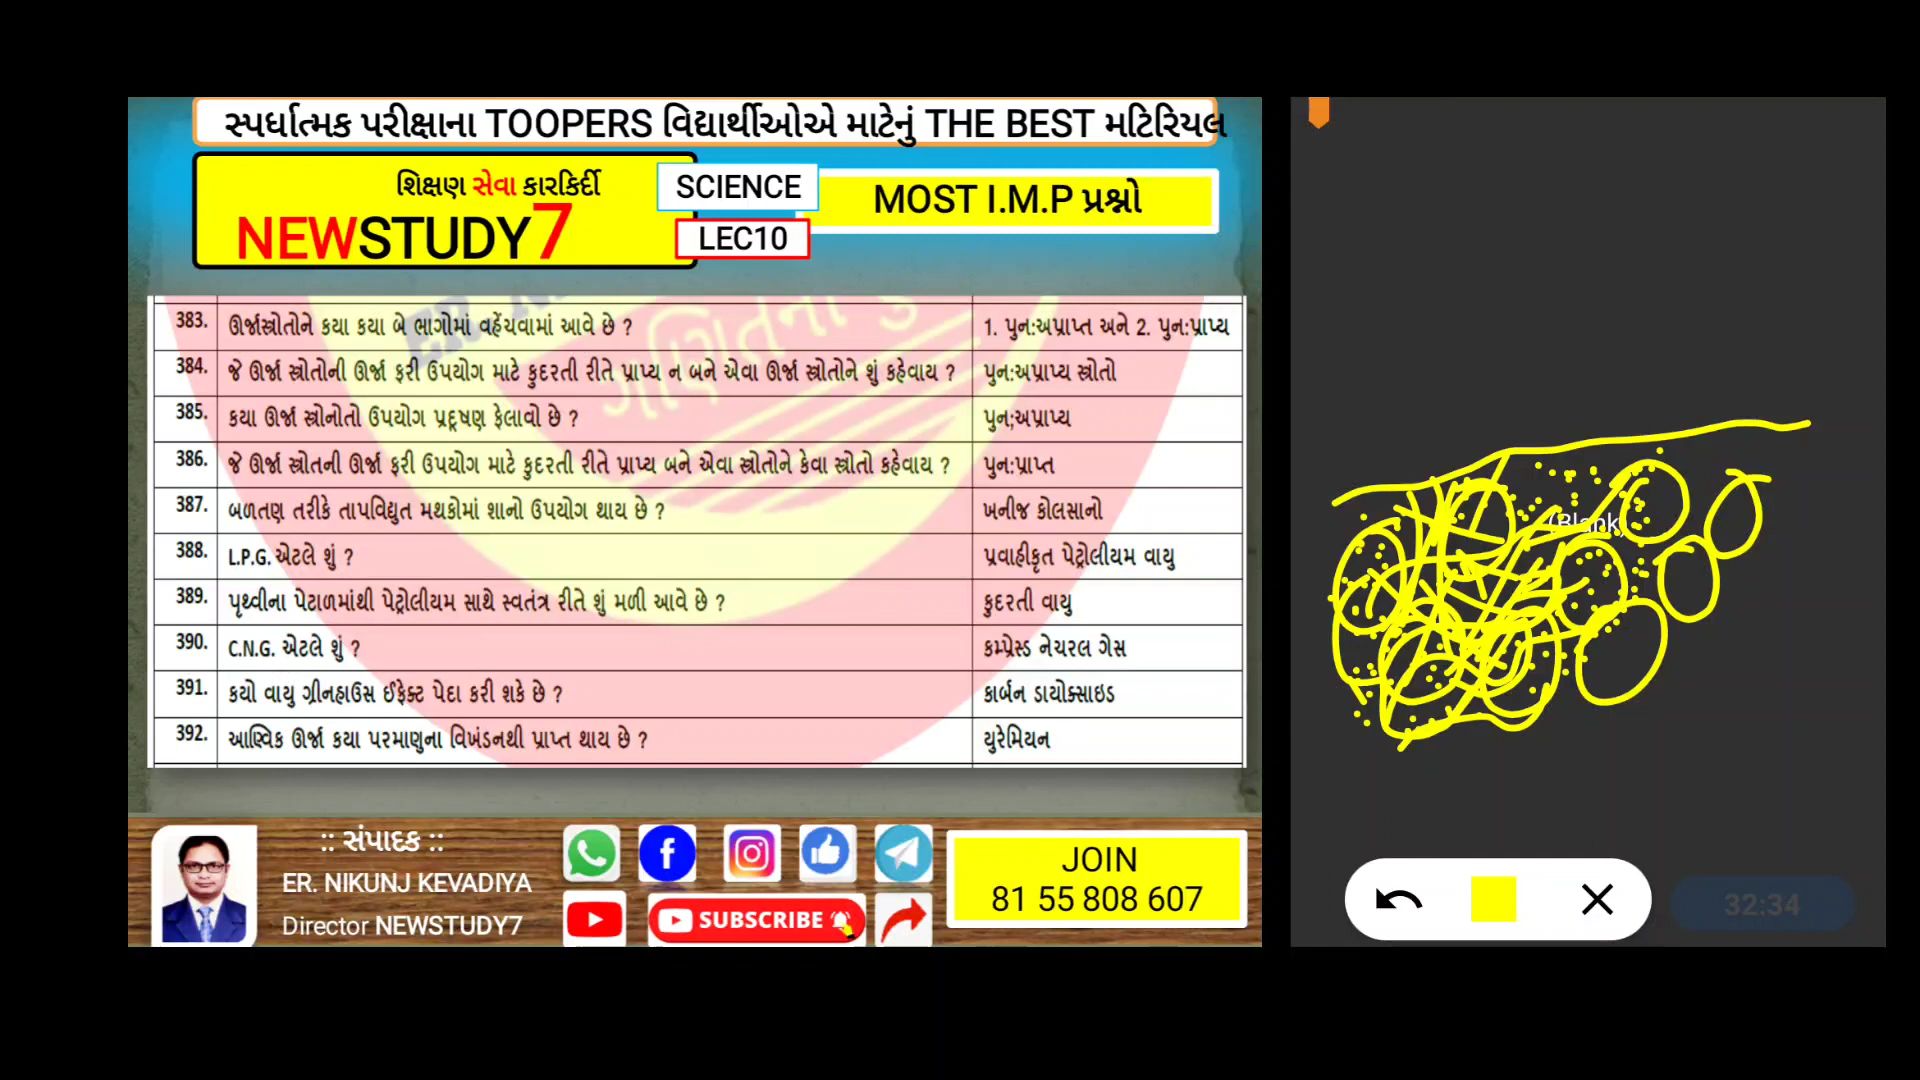 સ્પર્ધાત્મક પરીક્ષાના TOOPERS વિદ્યાર્થીઓએ માટેનું THE BEST મટિરિયલ
શિક્ષણ સેવા કારકિર્દી
NEWSTUDY7
SCIENCE
LEC10
MOST I.M.P પ્રશ્નો
383. ઊર્જાસ્ત્રોતોને કયા કયા બે ભાગોમાં વહેંચવામાં આવે છે ? 1. પુન:અપ્રાપ્ત અને 2. પુન:પ્રાપ્ય
384. જે ઊર્જા સ્ત્રોતોની ઊર્જા ફરી ઉપયોગ માટે કુદરતી રીતે પ્રાપ્ય ન બને એવા ઊર્જા સ્ત્રોતોને શું કહેવાય ? પુન:અપ્રાપ્ય સ્ત્રોતો
385. કયા ઊર્જા સ્ત્રોનોતો ઉપયોગ પ્રદૂષણ ફેલાવો છે ? પુન;અપ્રાપ્ય
386. જે ઊર્જા સ્ત્રોતની ઊર્જા ફરી ઉપયોગ માટે કુદરતી રીતે પ્રાપ્ય બને એવા સ્ત્રોતોને કેવા સ્ત્રોતો કહેવાય ? પુન:પ્રાપ્ત
387. બળતણ તરીકે તાપવિદ્યુત મથકોમાં શાનો ઉપયોગ થાય છે ? ખનીજ કોલસાનો
388. L.P.G. એટલે શું ? પ્રવાહીકૃત પેટ્રોલીયમ વાયુ
389. પૃથ્વીના પેટાળમાંથી પેટ્રોલીયમ સાથે સ્વતંત્ર રીતે શું મળી આવે છે ? કુદરતી વાયુ
390. C.N.G. એટલે શું ? કમ્પ્રેસ્ડ નેચરલ ગેસ
391. કયો વાયુ ગ્રીનહાઉસ ઈફેક્ટ પેદા કરી શકે છે ? કાર્બન ડાયોક્સાઇડ
392. આણ્વિક ઊર્જા કયા પરમાણુના વિખંડનથી પ્રાપ્ત થાય છે ? યુરેમિયન
:: સંપાદક ::
ER. NIKUNJ KEVADIYA
Director NEWSTUDY7
SUBSCRIBE
JOIN
81 55 808 607
(Blank
32:34